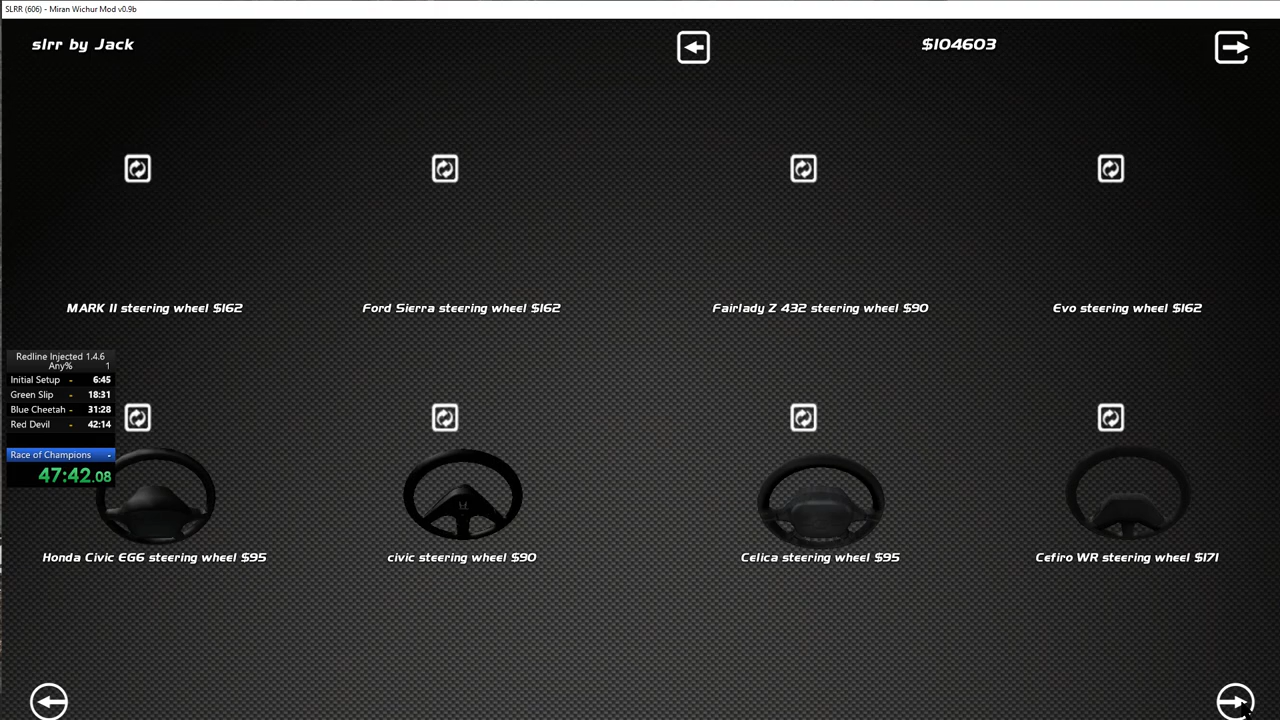 SLRR (606) - Miran Wichur Mod v0.9b
slrr by Jack
$104603
MARK II steering wheel $162
Ford Sierra steering wheel $162
Fairlady Z 432 steering wheel $90
Evo steering wheel $162
Redline Injected 1.4.6
Any% 1
Initial Setup - 6:45
Green Slip - 18:31
Blue Cheetah - 31:28
Red Devil - 42:14
Race of Champions -
47:42.08
Honda Civic EG6 steering wheel $95
civic steering wheel $90
Celica steering wheel $95
Cefiro WR steering wheel $171